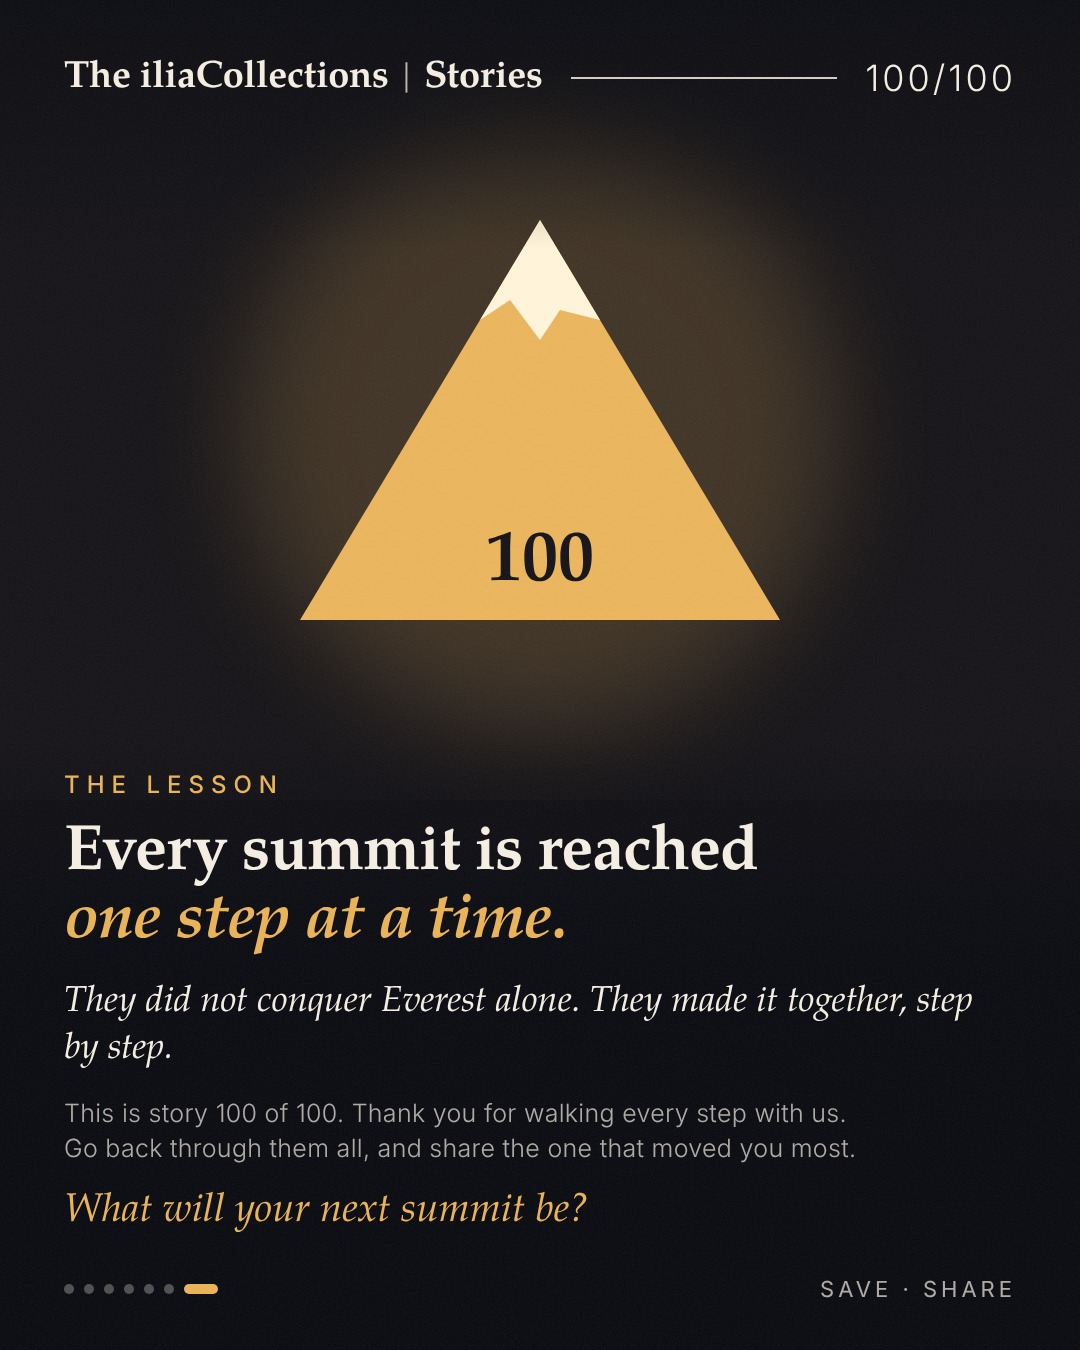 The iliaCollections | Stories 100/100
100
THE LESSON
Every summit is reached
one step at a time.
They did not conquer Everest alone. They made it together, step
by step.
This is story 100 of 100. Thank you for walking every step with us.
Go back through them all, and share the one that moved you most.
What will your next summit be?
SAVE · SHARE